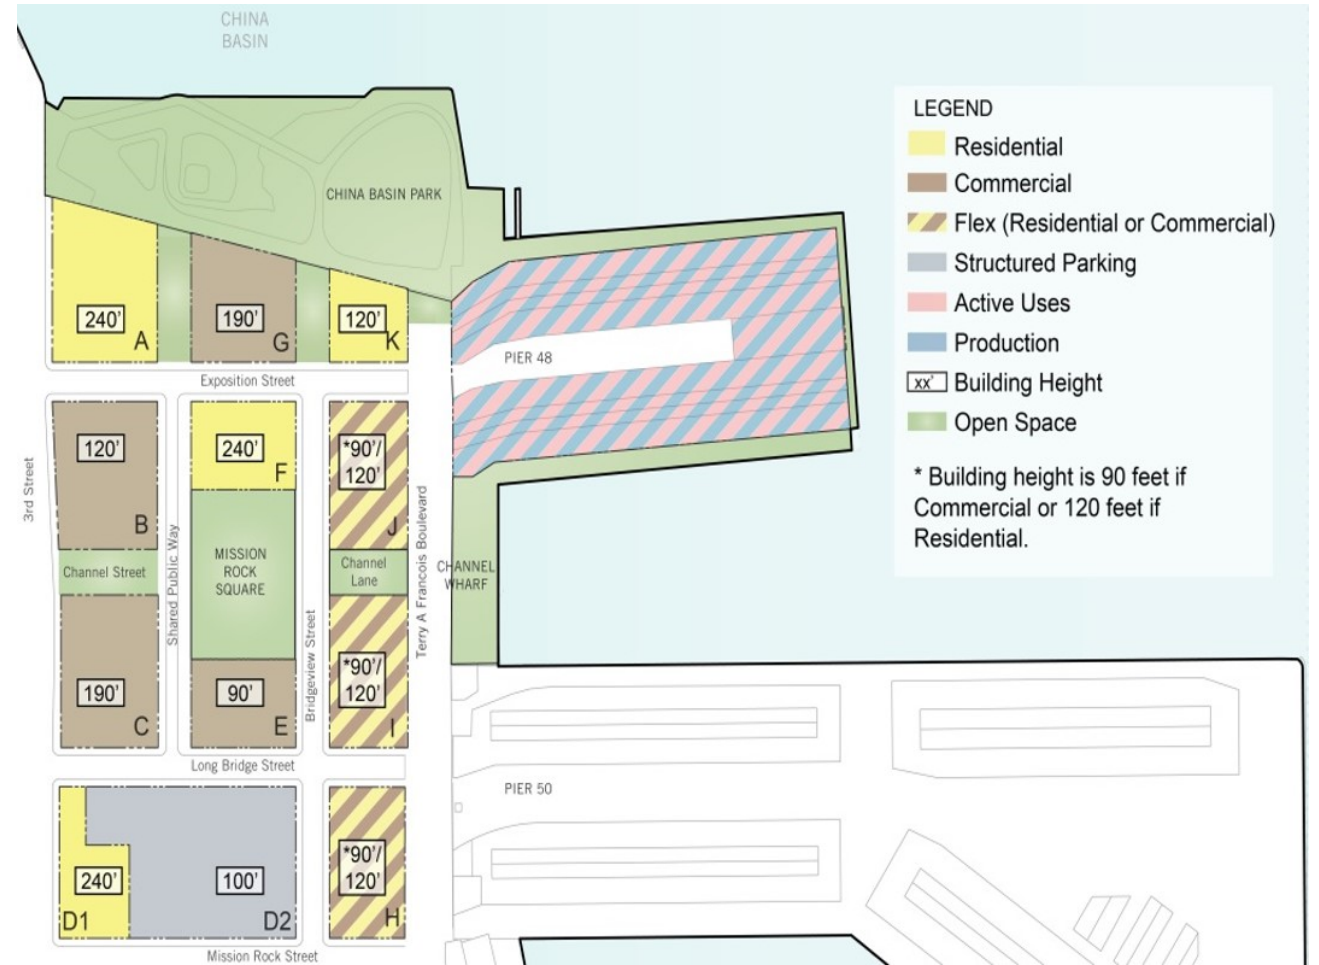 CHINA
BASIN
LEGEND
Residential
Commercial
Flex (Residential or Commercial)
Structured Parking
Active Uses
Production
xx' Building Height
Open Space
* Building height is 90 feet if
Commercial or 120 feet if
Residential.
CHINA BASIN PARK
240'
A
190'
G
120'
K
PIER 48
Exposition Street
3rd Street
120'
B
Shared Public Way
240'
F
*90'/
120'
J
Terry A Francois Boulevard
Channel Street
MISSION
ROCK
SQUARE
Channel
Lane
CHANNEL
WHARF
Bridgeview Street
190'
C
90'
E
*90'/
120'
I
Long Bridge Street
PIER 50
240'
D1
100'
D2
*90'/
120'
H
Mission Rock Street